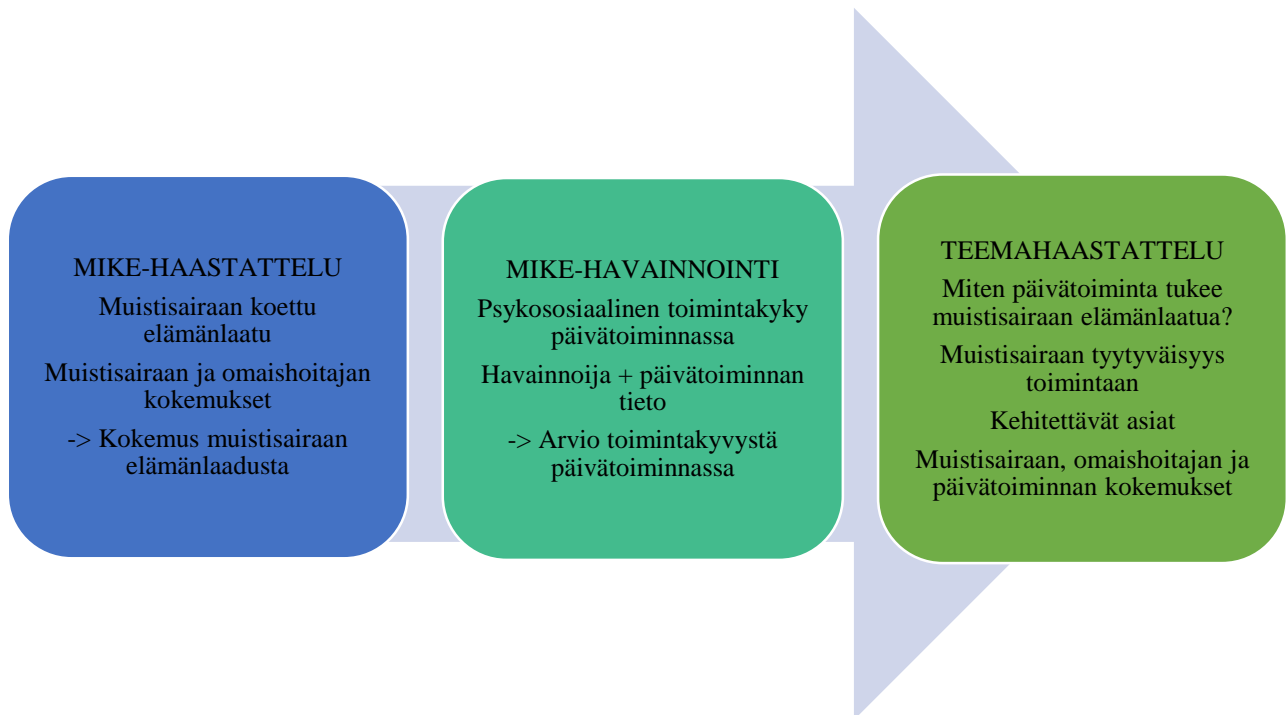 MIKE-HAASTATTELU
Muistisairaan koettu
elämänlaatu
Muistisairaan ja omaishoitajan
kokemukset
-> Kokemus muistisairaan
elämänlaadusta
MIKE-HAVAINNOINTI
Psykososiaalinen toimintakyky
päivätoiminnassa
Havainnoija + päivätoiminnan
tieto
-> Arvio toimintakyvystä
päivätoiminnassa
TEEMAHAASTATTELU
Miten päivätoiminta tukee
muistisairaan elämänlaatua?
Muistisairaan tyytyväisyys
toimintaan
Kehitettävät asiat
Muistisairaan, omaishoitajan ja
päivätoiminnan kokemukset